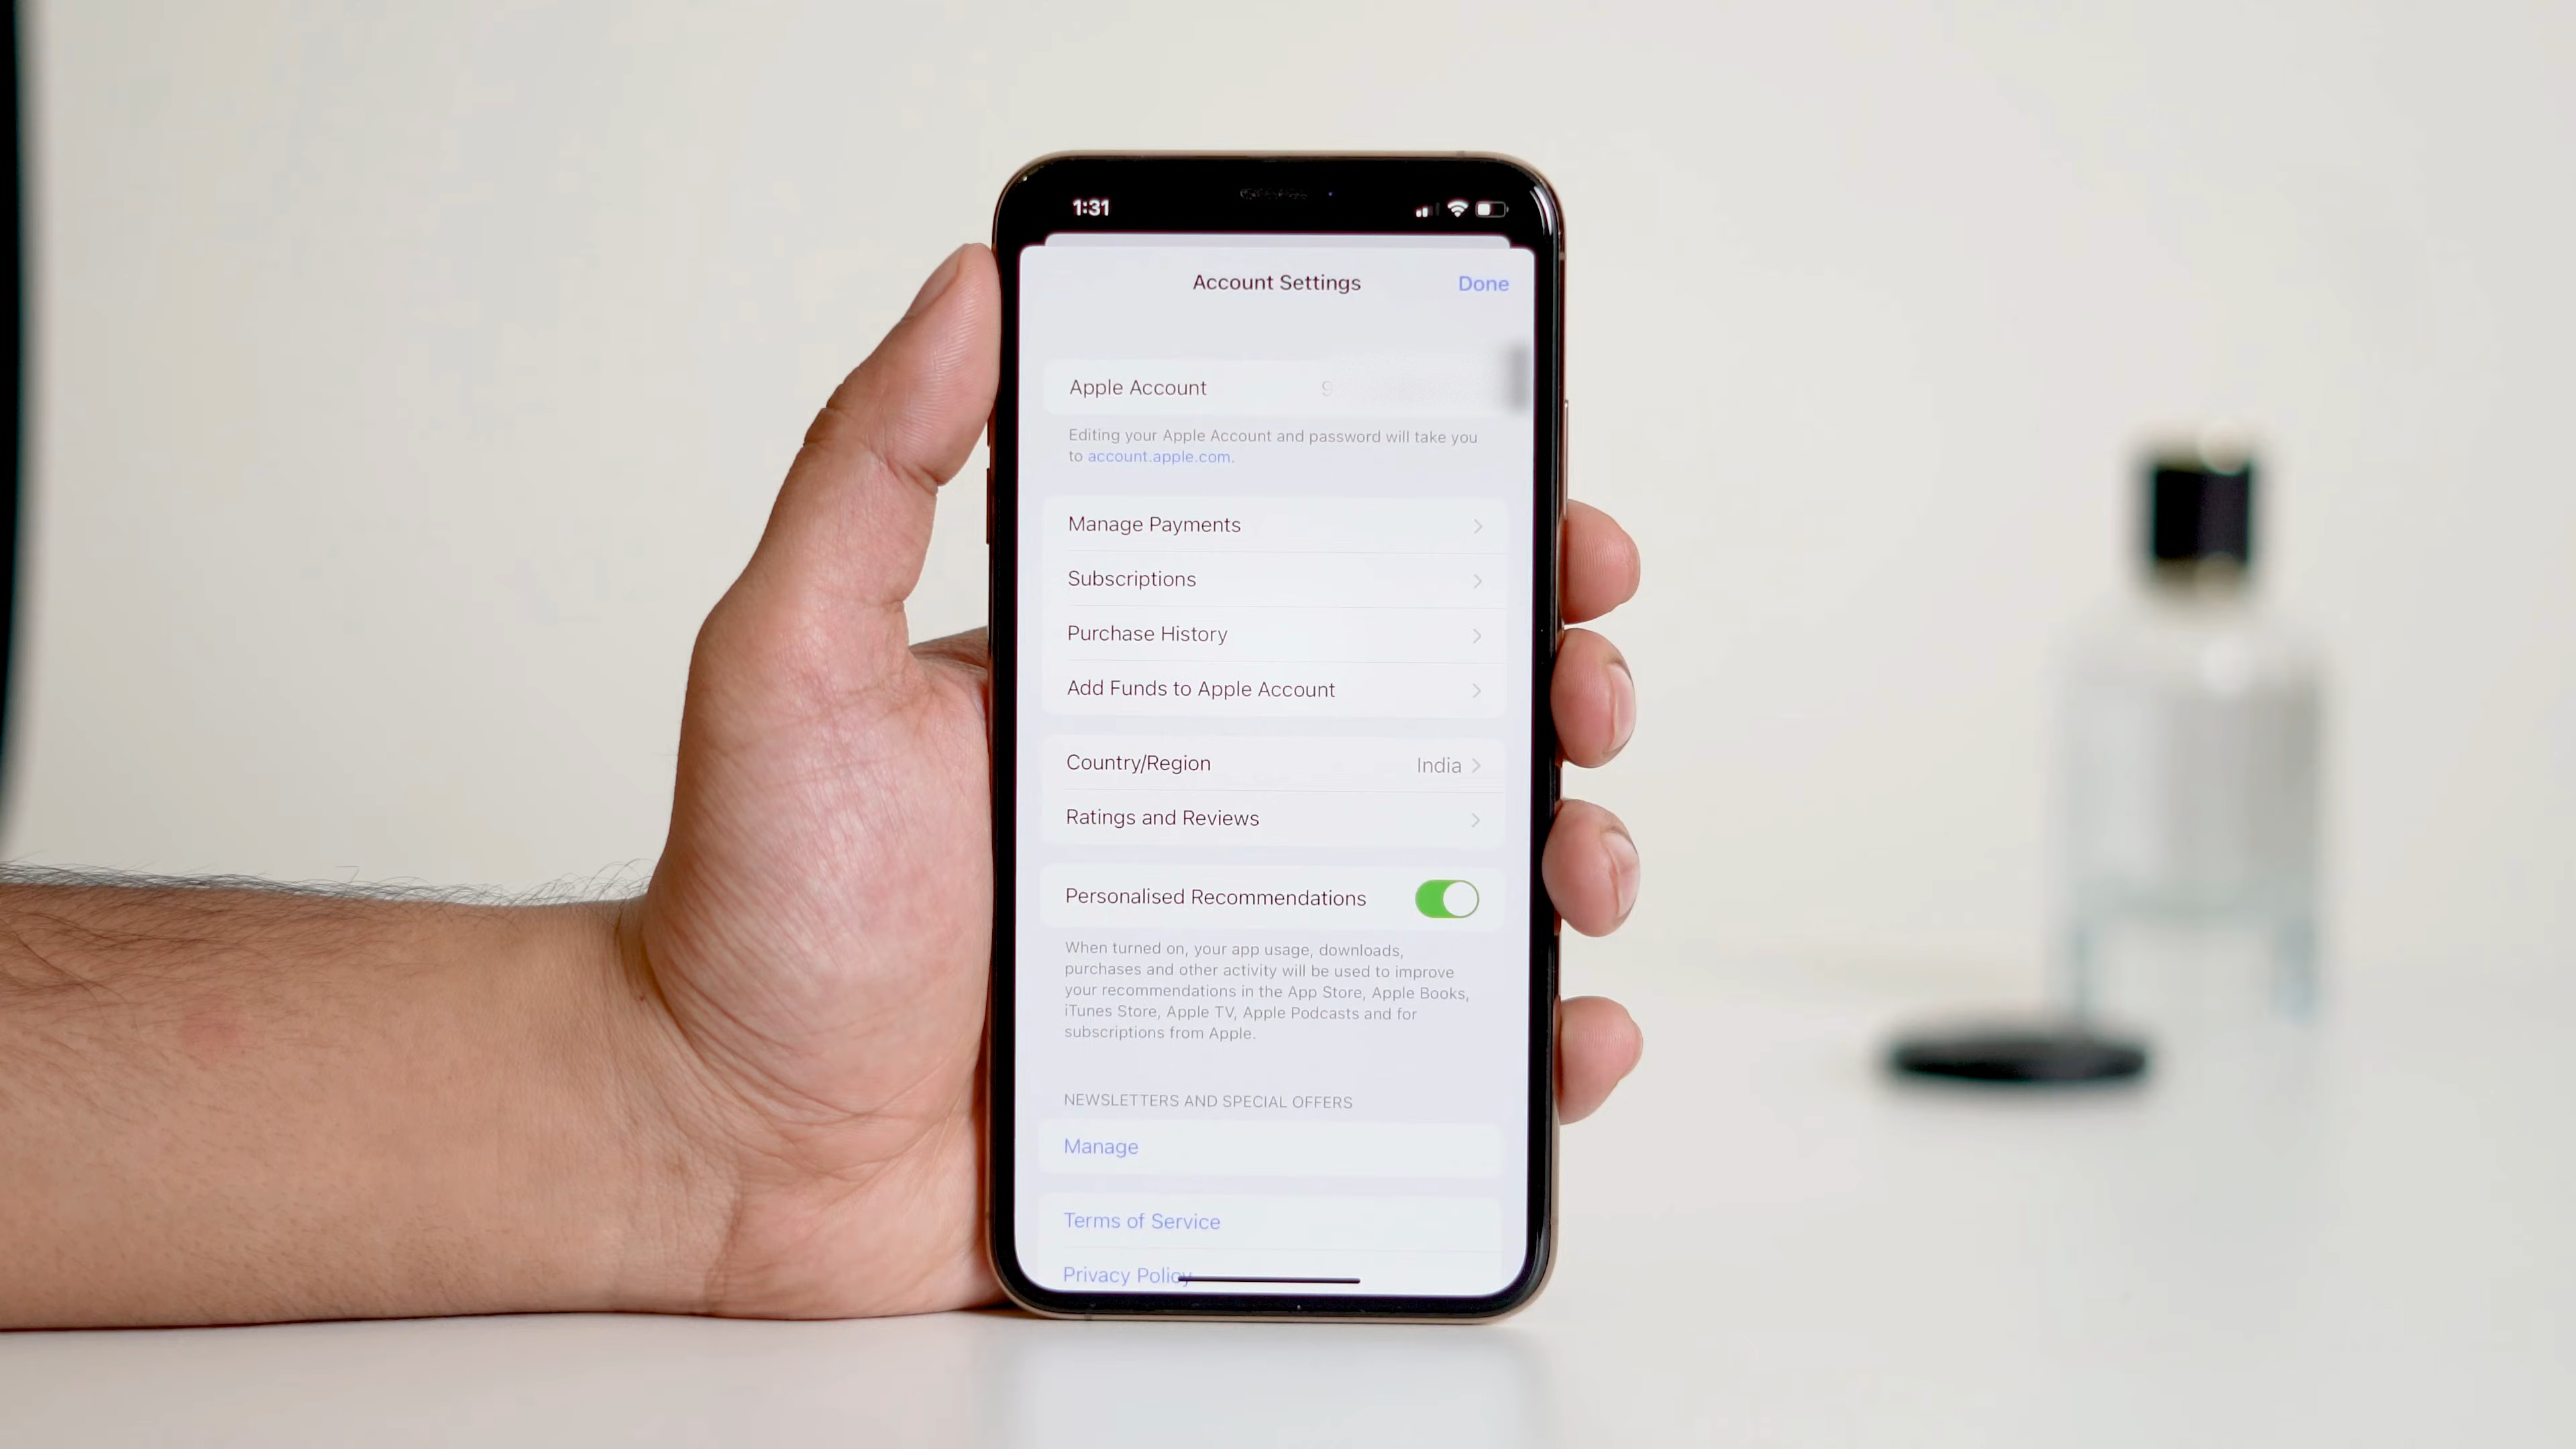 1:31
Account Settings
Done
Apple Account 9
Editing your Apple Account and password will take you
to account.apple.com.
Manage Payments
Subscriptions
Purchase History
Add Funds to Apple Account
Country/Region India
Ratings and Reviews
Personalised Recommendations
When turned on, your app usage, downloads,
purchases and other activity will be used to improve
your recommendations in the App Store, Apple Books,
iTunes Store, Apple TV, Apple Podcasts and for
subscriptions from Apple.
NEWSLETTERS AND SPECIAL OFFERS
Manage
Terms of Service
Privacy Policy